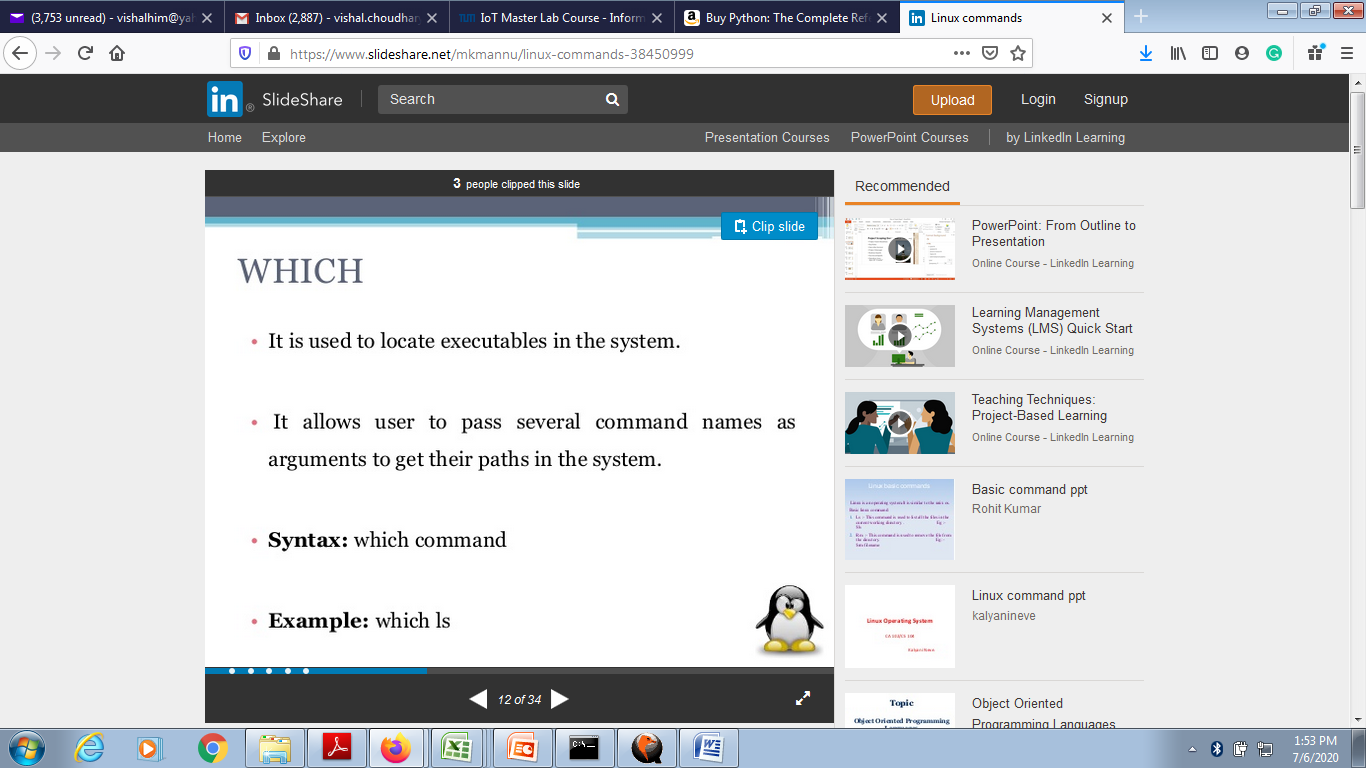 (3,753 unread) - vishalhim@yah
Inbox (2,887) - vishal.choudhary
IoT Master Lab Course - Inform
Buy Python: The Complete Refe
Linux commands
https://www.slideshare.net/mkmannu/linux-commands-38450999
in SlideShare
Search
Upload
Login
Signup
Home
Explore
Presentation Courses
PowerPoint Courses
by LinkedIn Learning
3 people clipped this slide
Clip slide
WHICH
• It is used to locate executables in the system.
• It allows user to pass several command names as
arguments to get their paths in the system.
• Syntax: which command
• Example: which ls
12 of 34
Recommended
PowerPoint: From Outline to
Presentation
Online Course - LinkedIn Learning
Learning Management
Systems (LMS) Quick Start
Online Course - LinkedIn Learning
Teaching Techniques:
Project-Based Learning
Online Course - LinkedIn Learning
Linux basic commands
Basic command ppt
Rohit Kumar
Linux Operating System
Linux command ppt
kalyanineve
Topic
Object Oriented Programming
Object Oriented
Programming Languages
1:53 PM
7/6/2020